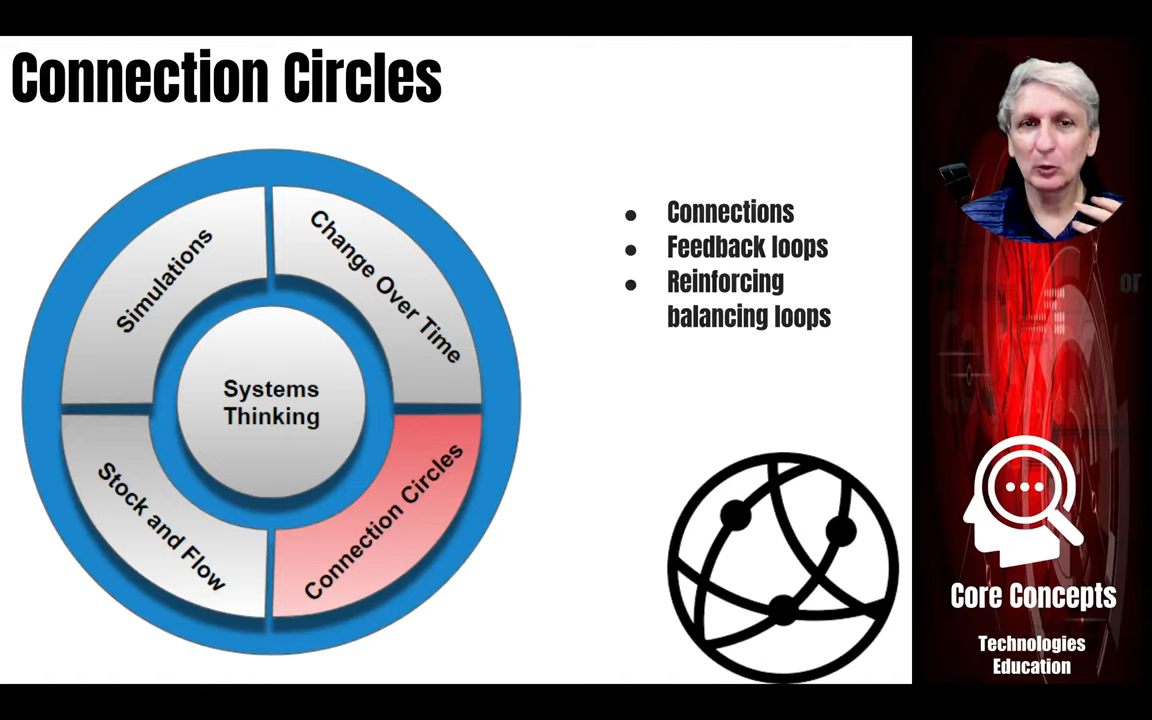 Connection Circles
Simulations
Change Over Time
Systems
Thinking
Stock and Flow
Connection Circles
● Connections
● Feedback loops
● Reinforcing
balancing loops
or
Core Concepts
Technologies
Education